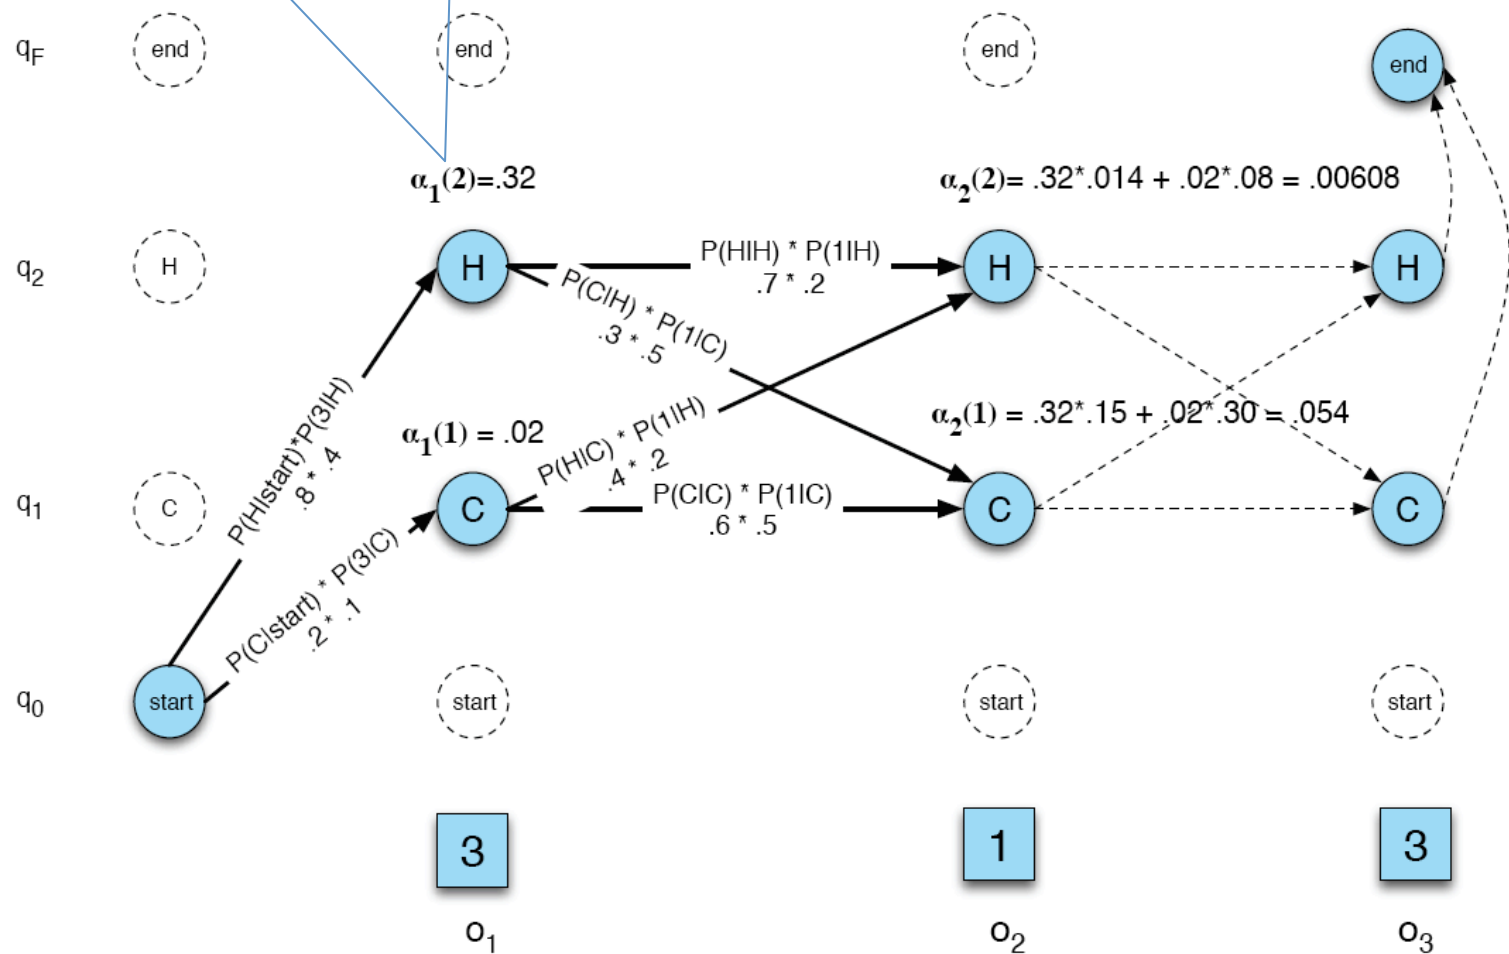 qF end end end end
α1(2)=.32 α2(2)= .32*.014 + .02*.08 = .00608
q2 H H H H
P(H|H) * P(1|H)
.7 * .2
P(C|H) * P(1|C)
.3 * .5
P(H|start)*P(3|H)
.8 * .4
α1(1) = .02 α2(1) = .32*.15 + .02*.30 = .054
P(H|C) * P(1|H)
.4 * .2
q1 C C C C
P(C|C) * P(1|C)
.6 * .5
P(C|start) * P(3|C)
.2 * .1
q0 start start start start
3 1 3
o1 o2 o3